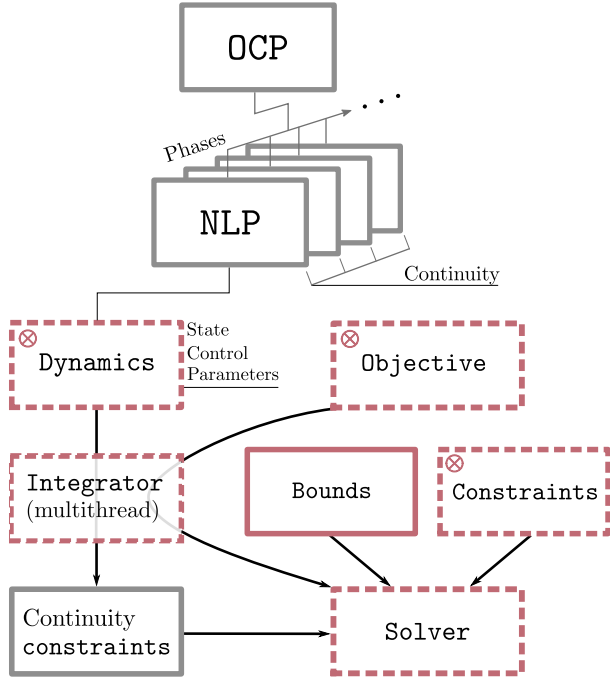 OCP
Phases
...
NLP
Continuity
Dynamics
State
Control
Parameters
Objective
Integrator
(multithread)
Bounds
Constraints
Continuity
constraints
Solver